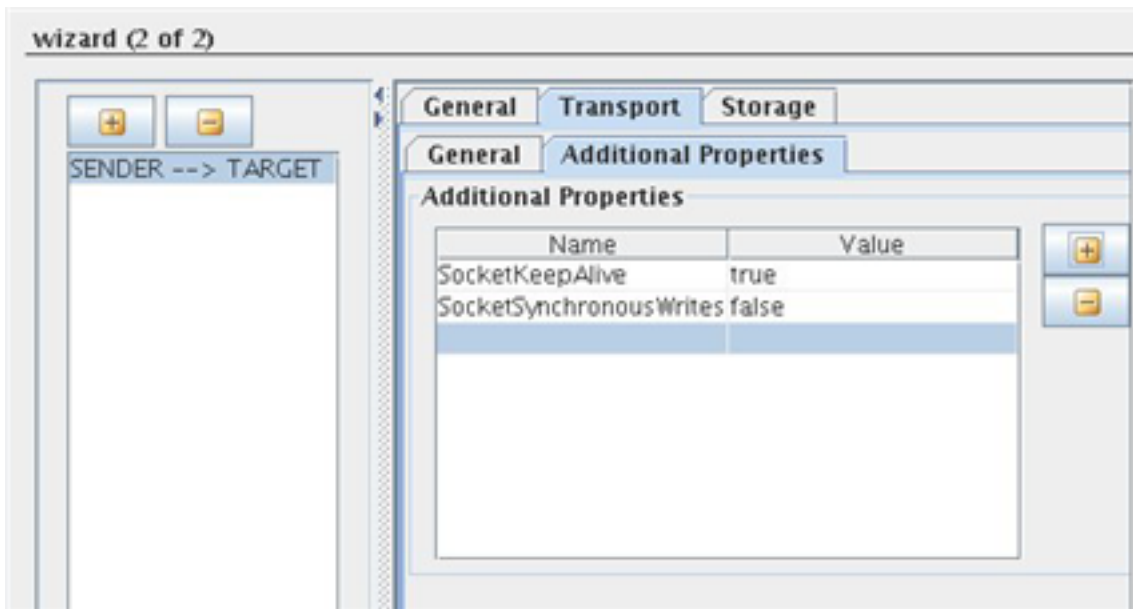 wizard (2 of 2)
SENDER --> TARGET
General Transport Storage
General Additional Properties
Additional Properties
Name Value
SocketKeepAlive true
SocketSynchronousWrites false